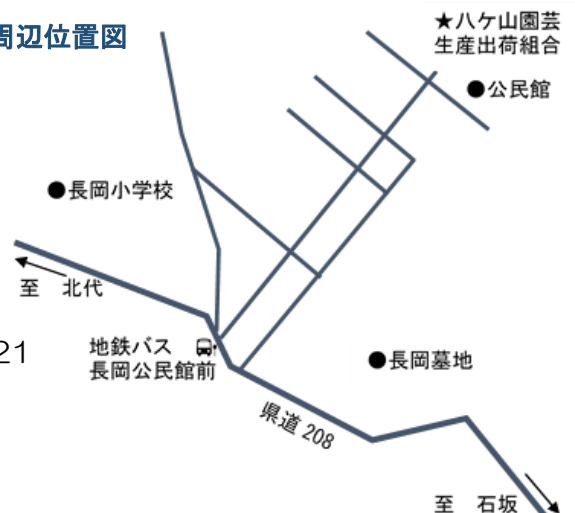 周辺位置図
★八ケ山園芸
生産出荷組合
●公民館
●長岡小学校
至 北代
21
地鉄バス
長岡公民館前
●長岡墓地
県道 208
至 石坂